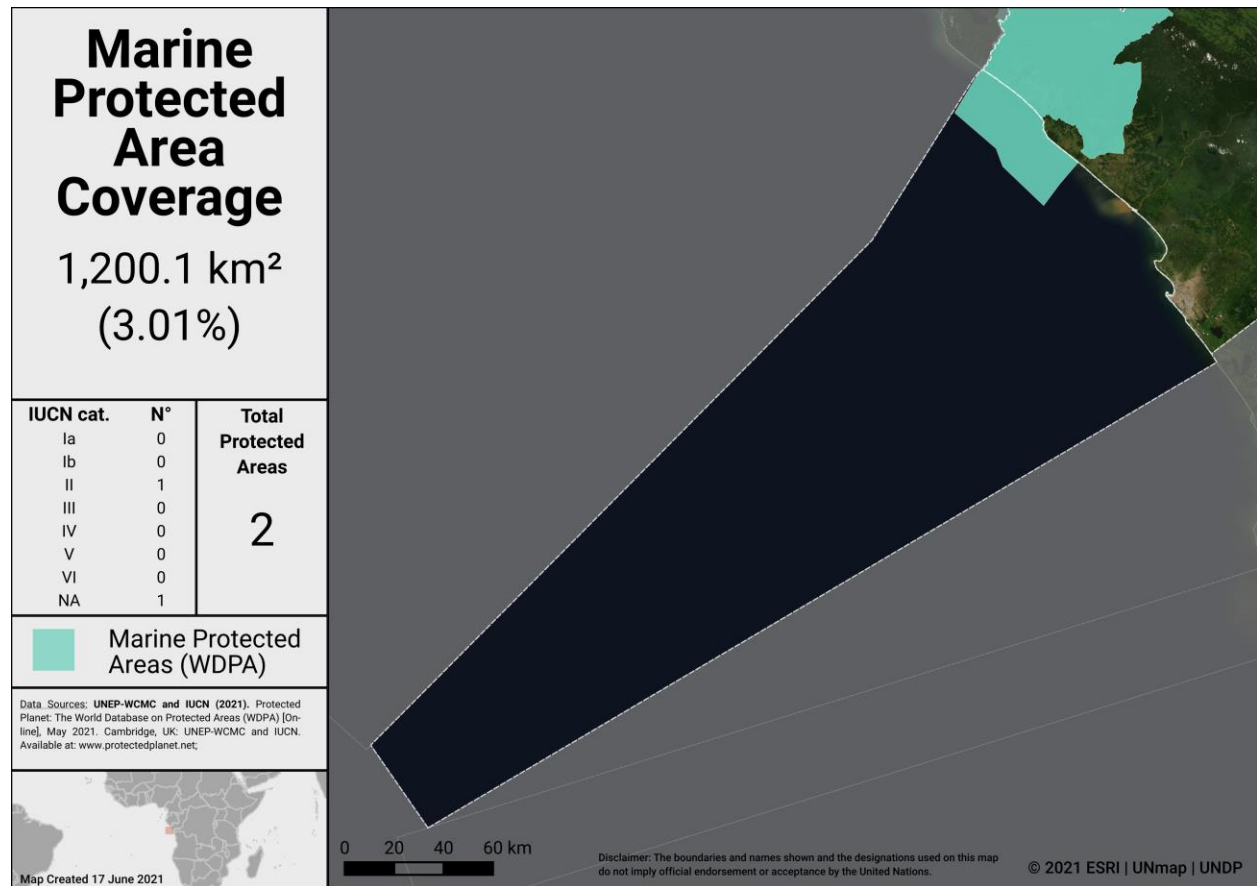 Marine
Protected
Area
Coverage
1,200.1 km²
(3.01%)
IUCN cat. N° Total Protected Areas
Ia 0
Ib 0
II 1
III 0
IV 0
V 0
VI 0
NA 1
2
Marine Protected
Areas (WDPA)
Data Sources: UNEP-WCMC and IUCN (2021). Protected
Planet: The World Database on Protected Areas (WDPA) [On-
line], May 2021. Cambridge, UK: UNEP-WCMC and IUCN.
Available at: www.protectedplanet.net;
Map Created 17 June 2021
0 20 40 60 km
Disclaimer: The boundaries and names shown and the designations used on this map
do not imply official endorsement or acceptance by the United Nations.
© 2021 ESRI | UNmap | UNDP